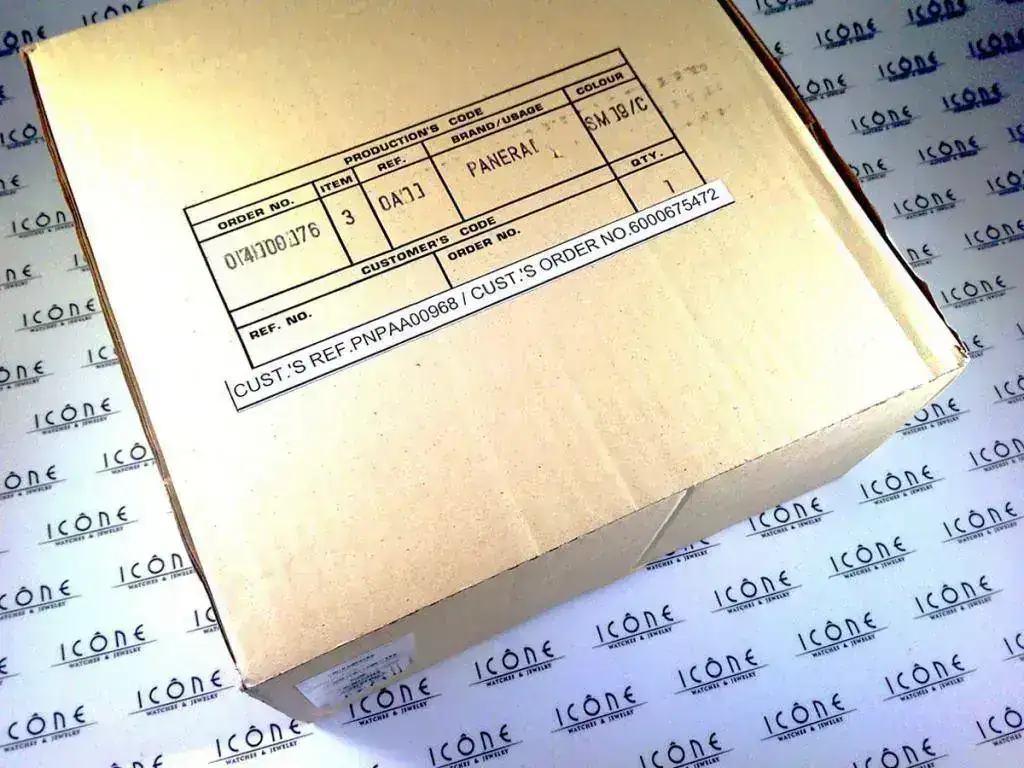 PRODUCTION'S CODE
ORDER NO. ITEM REF. BRAND/USAGE COLOUR
3 PANERAI
CUSTOMER'S CODE QTY.
REF. NO. ORDER NO. 1
CUST.'S REF.PNPAA00968 / CUST.'S ORDER NO.6000675472
ICÔNE
WATCHES & JEWELRY